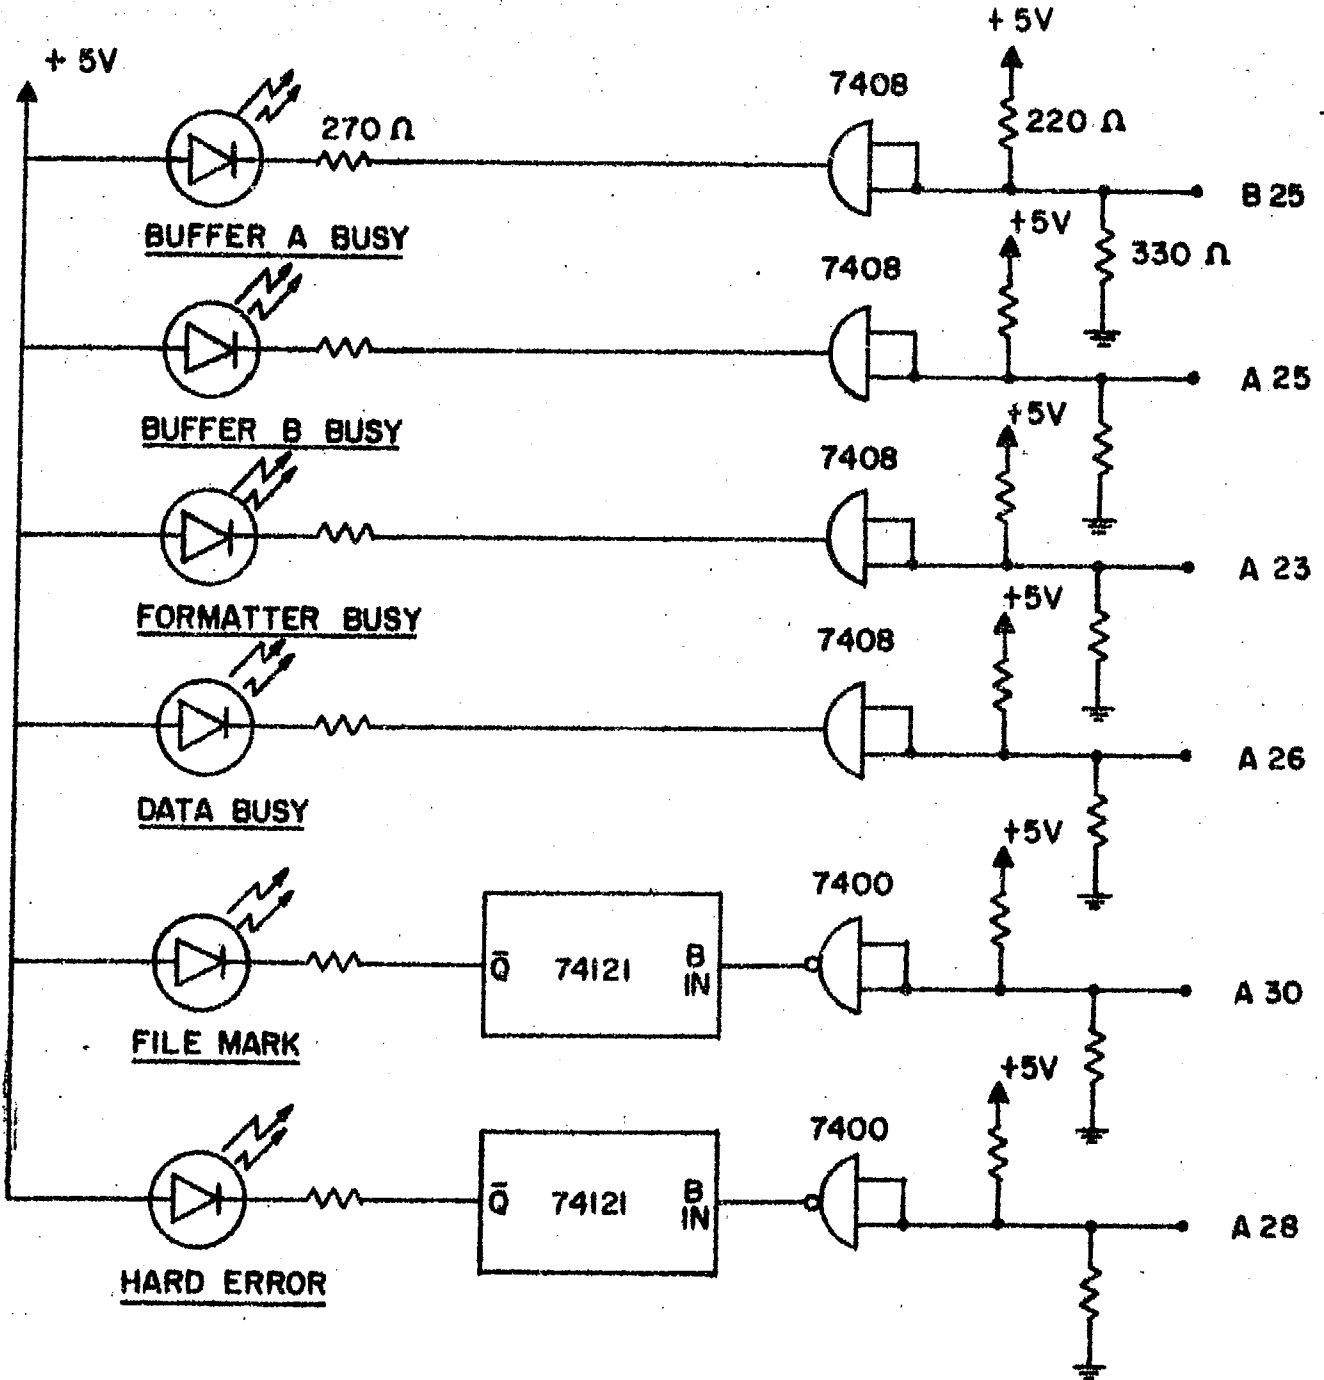 + 5V
+ 5V
7408
270 Ω
220 Ω
B 25
BUFFER A BUSY
+5V
330 Ω
7408
A 25
BUFFER B BUSY
+5V
7408
A 23
FORMATTER BUSY
+5V
7408
A 26
DATA BUSY
+5V
7400
Q̅ 74121 B IN
A 30
FILE MARK
+5V
7400
Q̅ 74121 B IN
A 28
HARD ERROR